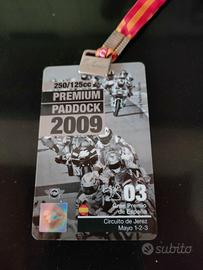 250/125cc
PREMIUM
PADDOCK
2009
03
Gran Premio
de España
Circuito de Jerez
Mayo 1-2-3
subito